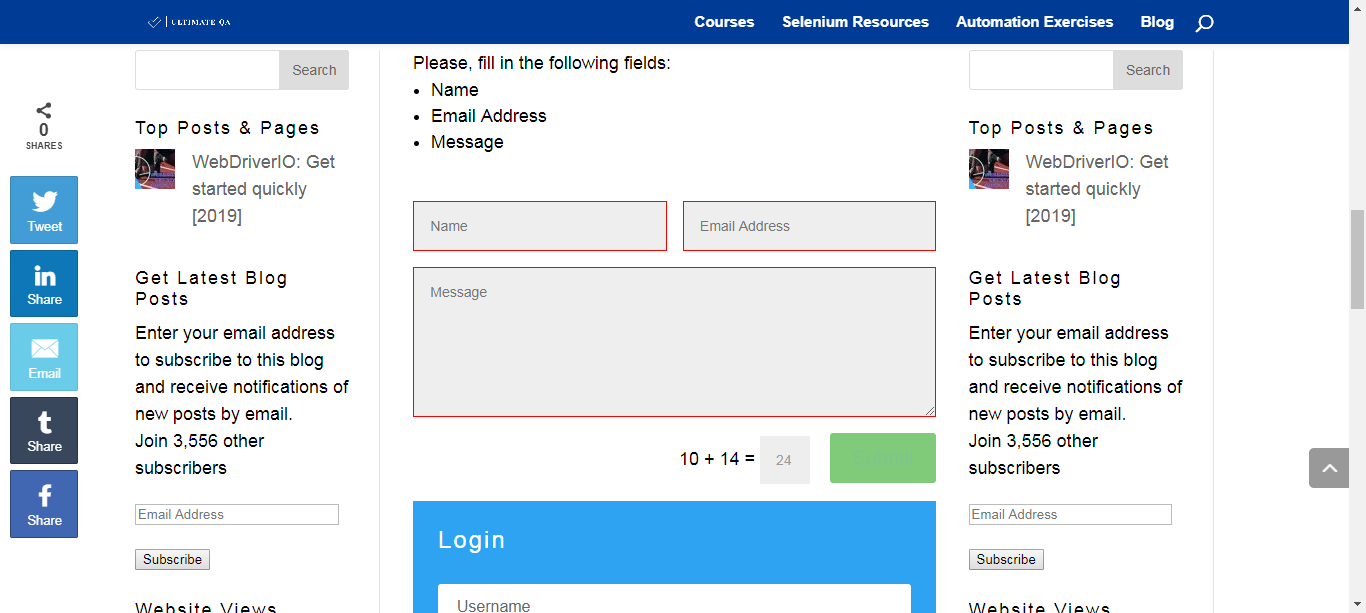 ULTIMATE QA
Courses
Selenium Resources
Automation Exercises
Blog
0
SHARES
Tweet
Share
Email
Share
Share
Search
Top Posts & Pages
WebDriverIO: Get
started quickly
[2019]
Get Latest Blog
Posts
Enter your email address
to subscribe to this blog
and receive notifications of
new posts by email.
Join 3,556 other
subscribers
Email Address
Subscribe
Website Views
Please, fill in the following fields:
• Name
• Email Address
• Message
Name
Email Address
Message
10 + 14 =
24
Submit
Login
Username
Search
Top Posts & Pages
WebDriverIO: Get
started quickly
[2019]
Get Latest Blog
Posts
Enter your email address
to subscribe to this blog
and receive notifications of
new posts by email.
Join 3,556 other
subscribers
Email Address
Subscribe
Website Views